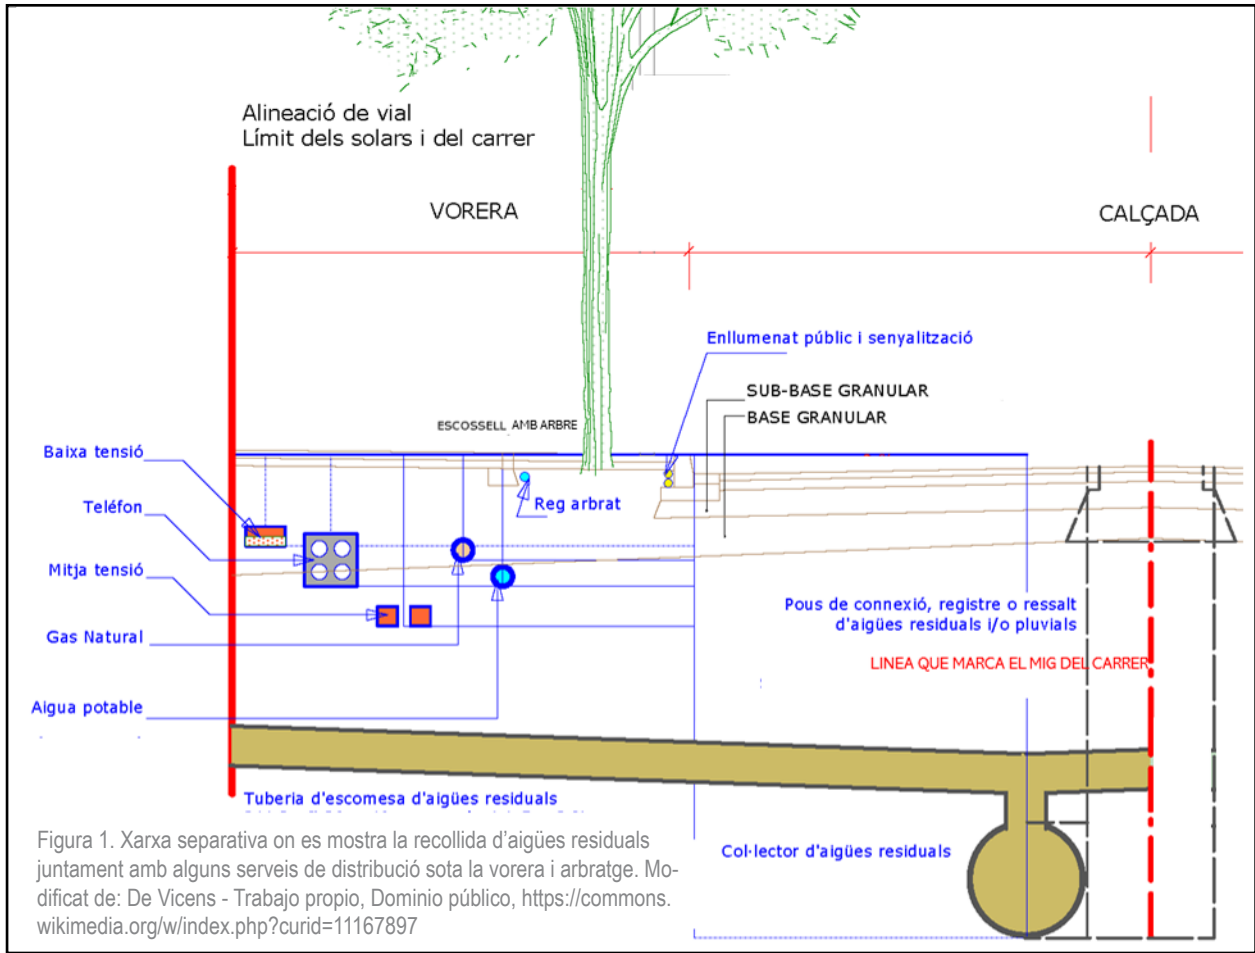 Alineació de vial
Límit dels solars i del carrer
VORERA
CALÇADA
Enllumenat públic i senyalització
SUB-BASE GRANULAR
BASE GRANULAR
ESCOSSELL AMB ARBRE
Baixa tensió
Reg arbrat
Teléfon
Mitja tensió
Pous de connexió, registre o ressalt
d'aigües residuals i/o pluvials
Gas Natural
LINEA QUE MARCA EL MIG DEL CARRER
Aigua potable
Tuberia d'escomesa d'aigües residuals
Col·lector d'aigües residuals
Figura 1. Xarxa separativa on es mostra la recollida d’aigües residuals
juntament amb alguns serveis de distribució sota la vorera i arbratge. Mo-
dificat de: De Vicens - Trabajo propio, Dominio público, https://commons.
wikimedia.org/w/index.php?curid=11167897